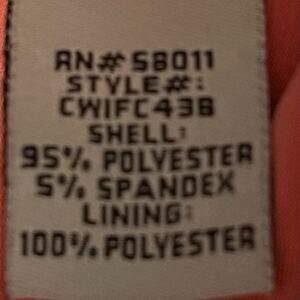 RN# 58011
STYLE#:
CWIFC438
SHELL:
95% POLYESTER
5% SPANDEX
LINING:
100% POLYESTER